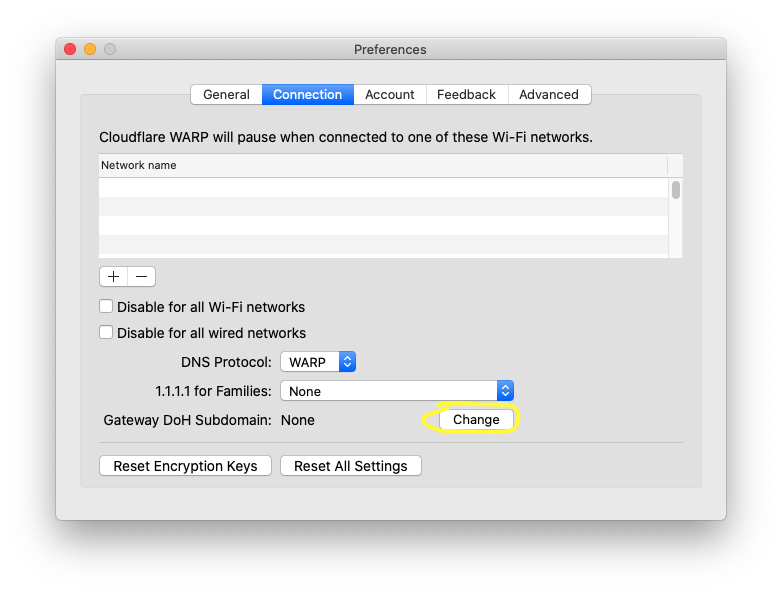 Preferences
General Connection Account Feedback Advanced
Cloudflare WARP will pause when connected to one of these Wi-Fi networks.
Network name
Disable for all Wi-Fi networks
Disable for all wired networks
DNS Protocol: WARP
1.1.1.1 for Families: None
Gateway DoH Subdomain: None Change
Reset Encryption Keys Reset All Settings